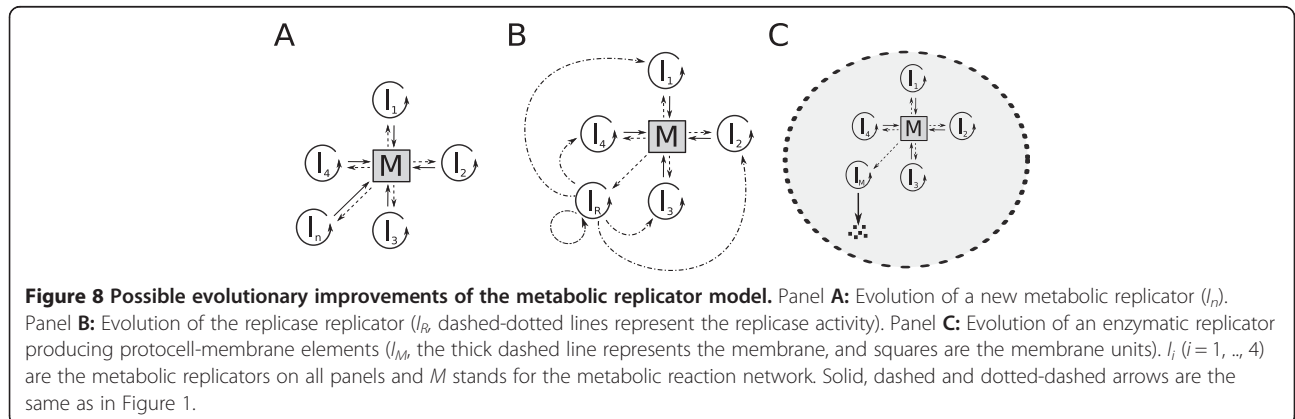 A
B
C
I1
I4
M
I2
In
I3
I1
I4
M
I2
IR
I3
I1
I4
M
I2
IM
I3
Figure 8 Possible evolutionary improvements of the metabolic replicator model. Panel A: Evolution of a new metabolic replicator (In).
Panel B: Evolution of the replicase replicator (IR, dashed-dotted lines represent the replicase activity). Panel C: Evolution of an enzymatic replicator
producing protocell-membrane elements (IM, the thick dashed line represents the membrane, and squares are the membrane units). Ii (i = 1, .., 4)
are the metabolic replicators on all panels and M stands for the metabolic reaction network. Solid, dashed and dotted-dashed arrows are the
same as in Figure 1.